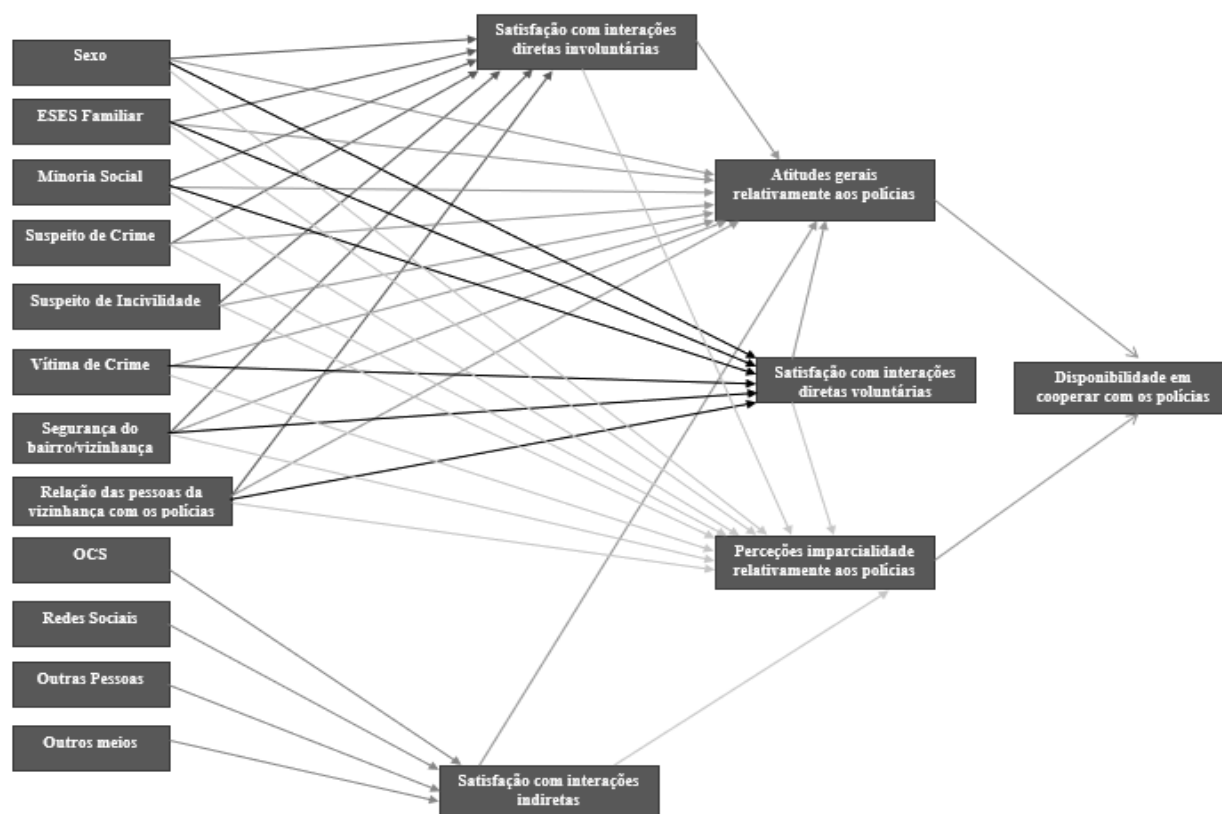 Sexo
ESES Familiar
Minoria Social
Suspeito de Crime
Suspeito de Incivilidade
Vítima de Crime
Segurança do
bairro/vizinhança
Relação das pessoas da
vizinhança com os polícias
OCS
Redes Sociais
Outras Pessoas
Outros meios
Satisfação com interações
diretas involuntárias
Atitudes gerais
relativamente aos polícias
Satisfação com interações
diretas voluntárias
Perceções imparcialidade
relativamente aos polícias
Satisfação com interações
indiretas
Disponibilidade em
cooperar com os polícias